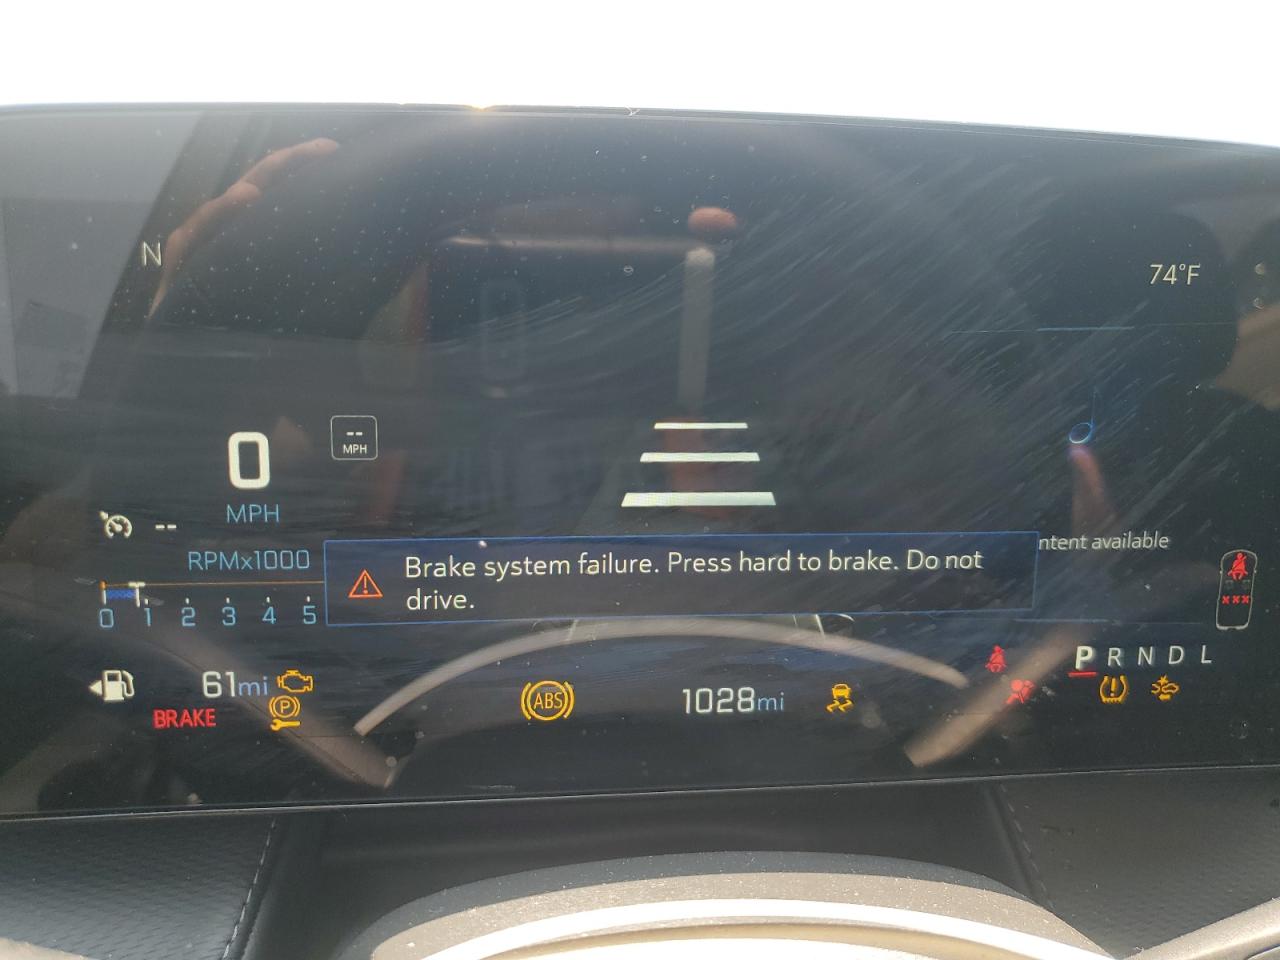 N
74°F
0
--
MPH
MPH
--
RPMx1000
0 1 2 3 4 5
Brake system failure. Press hard to brake. Do not
drive.
ntent available
P R N D L
61mi
BRAKE
P
ABS
1028mi